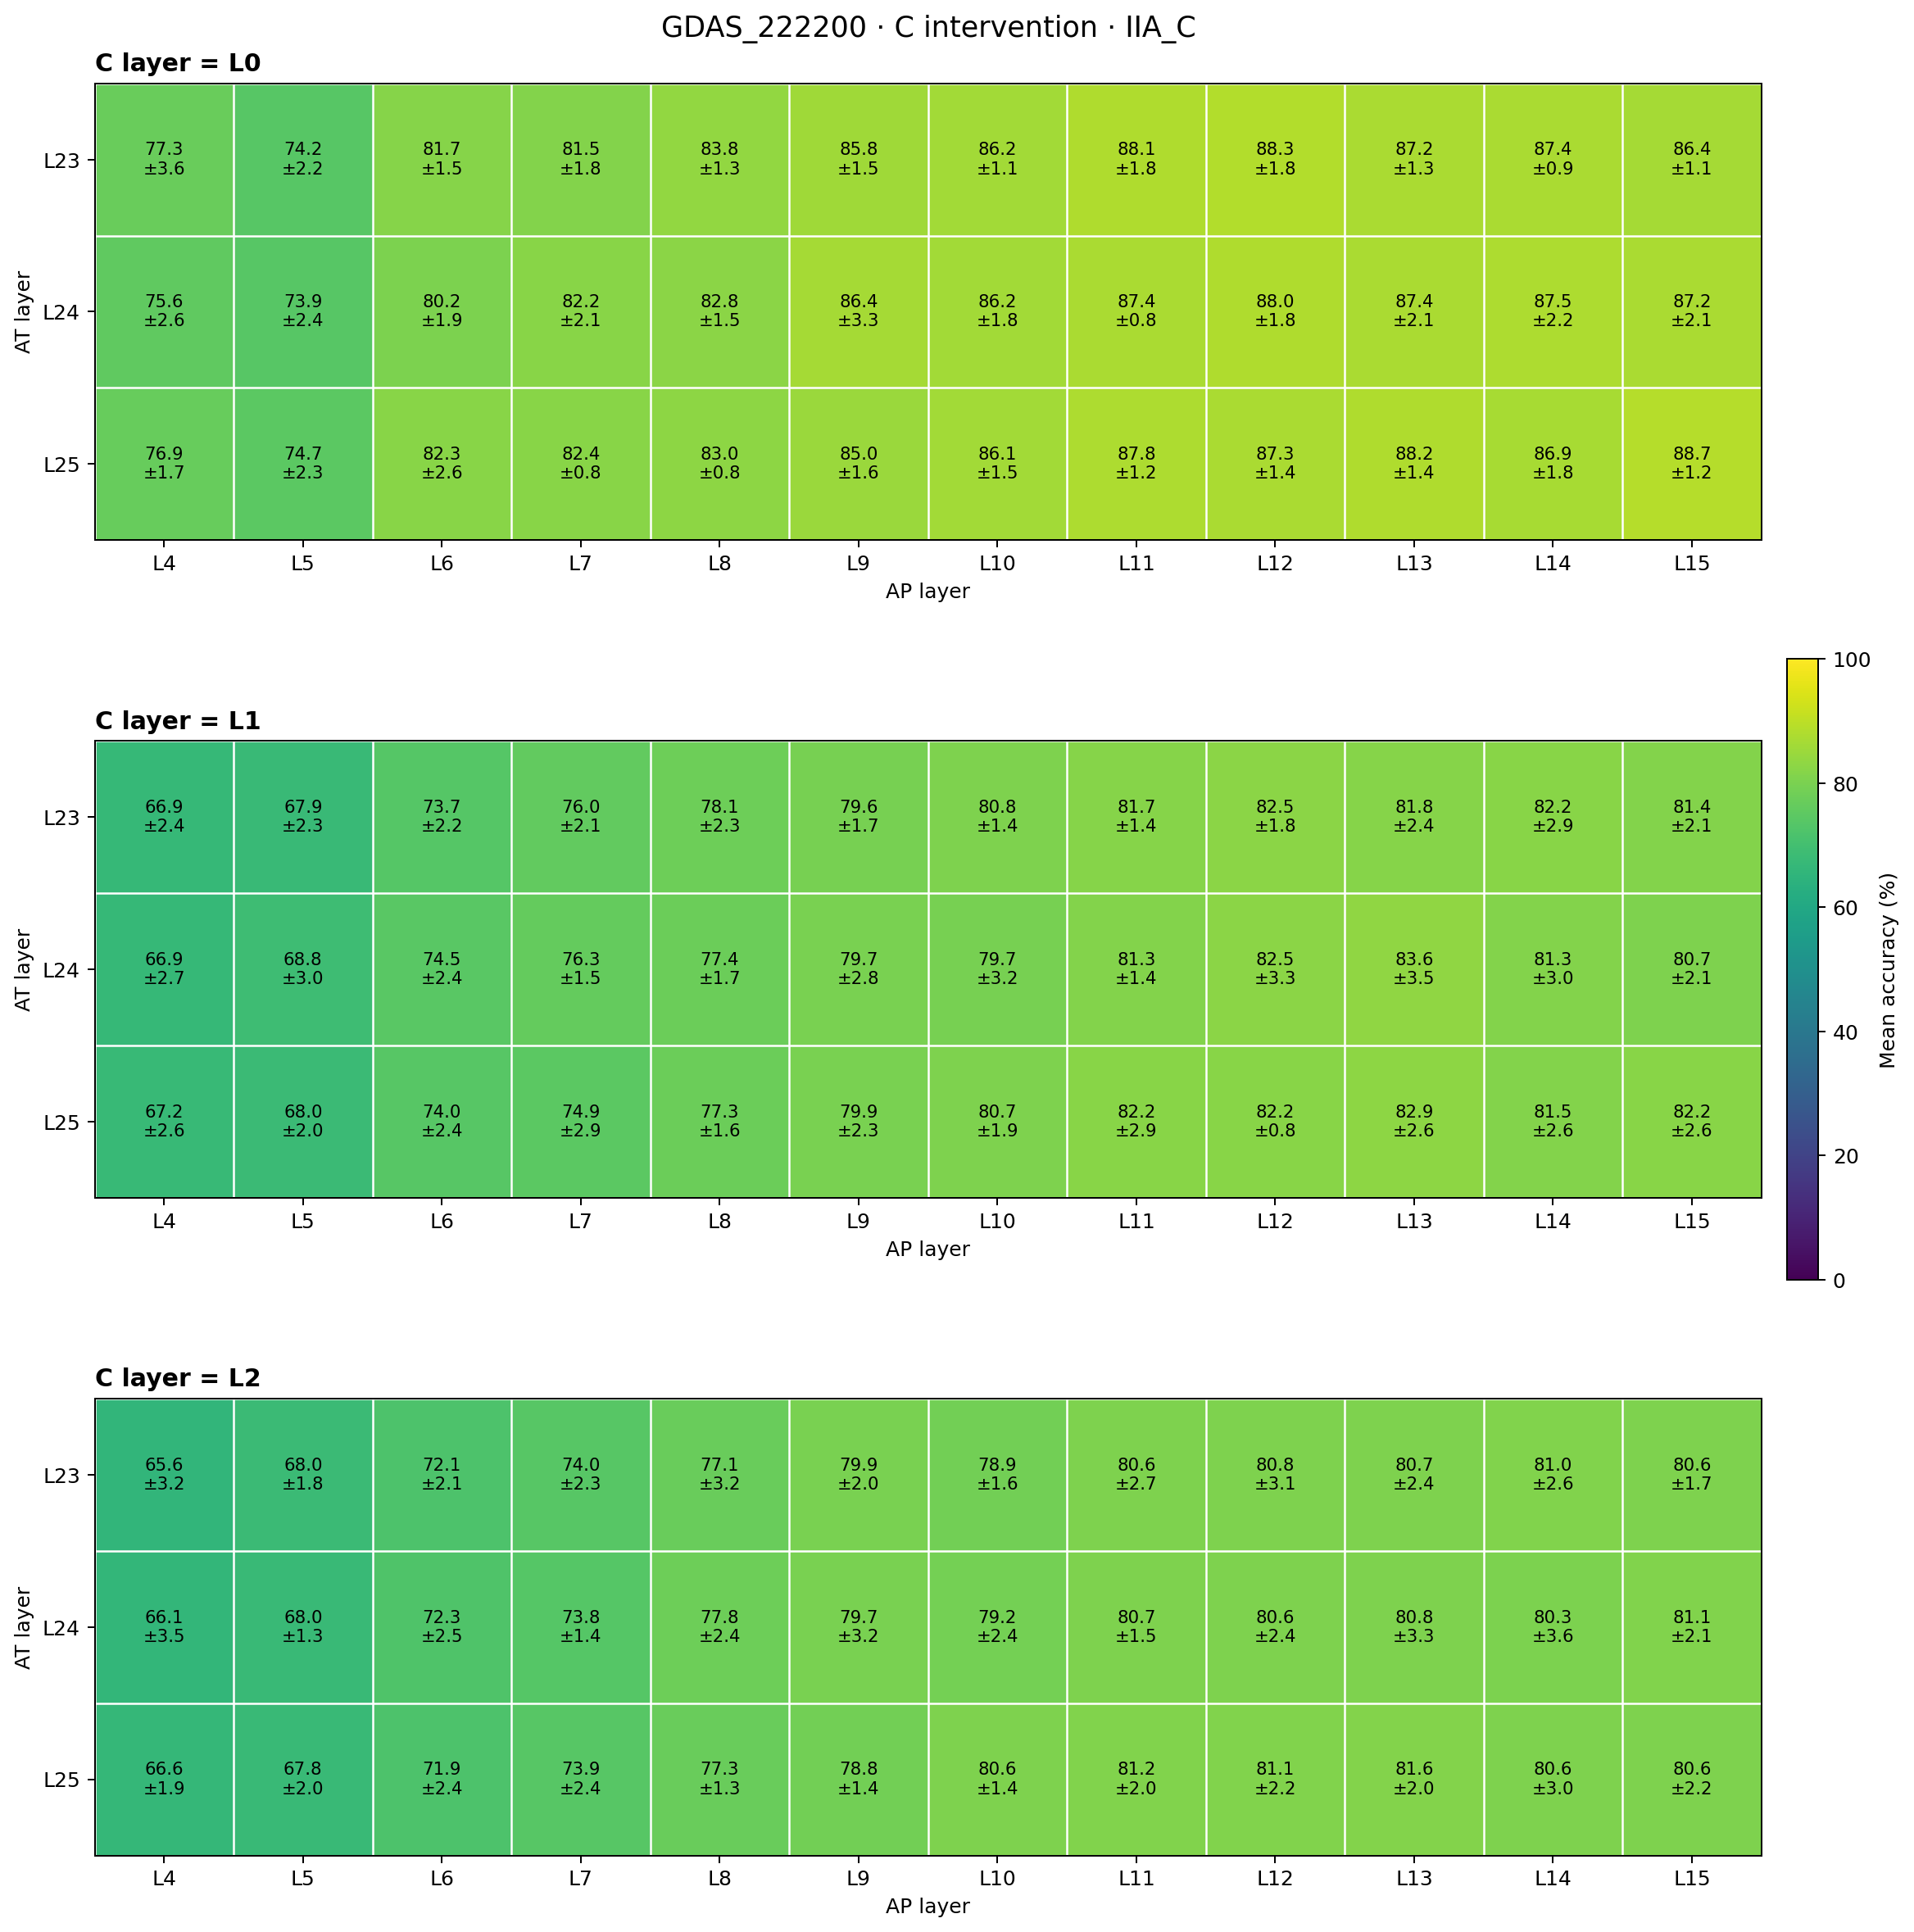 GDAS_222200 · C intervention · IIA_C
C layer = L0
77.3 74.2 81.7 81.5 83.8 85.8 86.2 88.1 88.3 87.2 87.4 86.4
L23
±3.6 ±2.2 ±1.5 ±1.8 ±1.3 ±1.5 ±1.1 ±1.8 ±1.8 ±1.3 ±0.9 ±1.1
AT layer
75.6 73.9 80.2 82.2 82.8 86.4 86.2 87.4 88.0 87.4 87.5 87.2
L24
±2.6 ±2.4 ±1.9 ±2.1 ±1.5 ±3.3 ±1.8 ±0.8 ±1.8 ±2.1 ±2.2 ±2.1
76.9 74.7 82.3 82.4 83.0 85.0 86.1 87.8 87.3 88.2 86.9 88.7
L25
±1.7 ±2.3 ±2.6 ±0.8 ±0.8 ±1.6 ±1.5 ±1.2 ±1.4 ±1.4 ±1.8 ±1.2
L4 L5 L6 L7 L8 L9 L10 L11 L12 L13 L14 L15
AP layer
C layer = L1
66.9 67.9 73.7 76.0 78.1 79.6 80.8 81.7 82.5 81.8 82.2 81.4
L23
±2.4 ±2.3 ±2.2 ±2.1 ±2.3 ±1.7 ±1.4 ±1.4 ±1.8 ±2.4 ±2.9 ±2.1
AT layer
66.9 68.8 74.5 76.3 77.4 79.7 79.7 81.3 82.5 83.6 81.3 80.7
L24
±2.7 ±3.0 ±2.4 ±1.5 ±1.7 ±2.8 ±3.2 ±1.4 ±3.3 ±3.5 ±3.0 ±2.1
67.2 68.0 74.0 74.9 77.3 79.9 80.7 82.2 82.2 82.9 81.5 82.2
L25
±2.6 ±2.0 ±2.4 ±2.9 ±1.6 ±2.3 ±1.9 ±2.9 ±0.8 ±2.6 ±2.6 ±2.6
L4 L5 L6 L7 L8 L9 L10 L11 L12 L13 L14 L15
AP layer
100
80
60
40
20
0
Mean accuracy (%)
C layer = L2
65.6 68.0 72.1 74.0 77.1 79.9 78.9 80.6 80.8 80.7 81.0 80.6
L23
±3.2 ±1.8 ±2.1 ±2.3 ±3.2 ±2.0 ±1.6 ±2.7 ±3.1 ±2.4 ±2.6 ±1.7
AT layer
66.1 68.0 72.3 73.8 77.8 79.7 79.2 80.7 80.6 80.8 80.3 81.1
L24
±3.5 ±1.3 ±2.5 ±1.4 ±2.4 ±3.2 ±2.4 ±1.5 ±2.4 ±3.3 ±3.6 ±2.1
66.6 67.8 71.9 73.9 77.3 78.8 80.6 81.2 81.1 81.6 80.6 80.6
L25
±1.9 ±2.0 ±2.4 ±2.4 ±1.3 ±1.4 ±1.4 ±2.0 ±2.2 ±2.0 ±3.0 ±2.2
L4 L5 L6 L7 L8 L9 L10 L11 L12 L13 L14 L15
AP layer